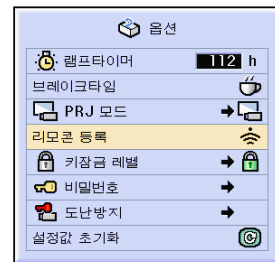 옵션
램프타이머 112 h
브레이크타임
PRJ 모드
리모콘 등록
키잠금 레벨
비밀번호
도난방지
설정값 초기화